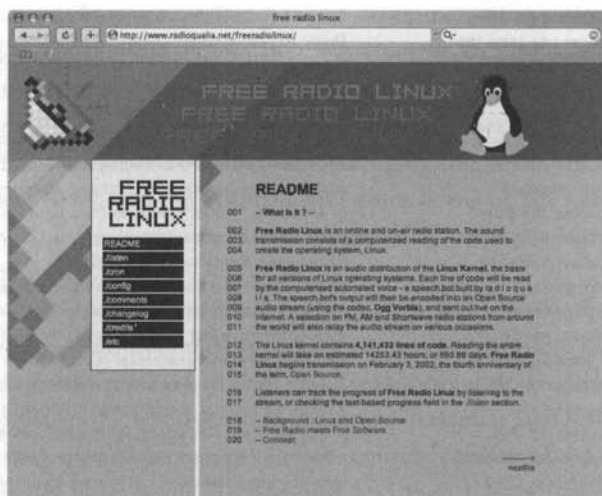 free radio linux
http://www.radioqualia.net/freeradiolinux/
FREE RADIO LINUX
FREE RADIO LINUX
FREE RADIO LINUX
FREE
RADIO
LINUX
README
./listen
./cron
./config
./comments
./changelog
./credits*
./etc
README
001 -- What is it ? --
002 Free Radio Linux is an online and on-air radio station. The sound
003 transmission consists of a computerized reading of the code used to
004 create the operating system, Linux.
005 Free Radio Linux is an audio distribution of the Linux Kernel, the basis
006 for all versions of Linux operating systems. Each line of code will be read
007 by the computerised automated voice - a speech.bot built by r a d i o q u a
008 l i a. The speech.bot's output will then be encoded into an Open Source
009 audio stream (using the codec, Ogg Vorbis), and sent out live on the
010 internet. A selection on FM, AM and Shortwave radio stations from around
011 the world will also relay the audio stream on various occasions.
012 The Linux kernel contains 4,141,432 lines of code. Reading the entire
013 kernel will take an estimated 14253.43 hours, or 593.89 days. Free Radio
014 Linux begins transmission on February 3, 2002, the fourth anniversary of
015 the term, Open Source.
016 Listeners can track the progress of Free Radio Linux by listening to the
017 stream, or checking the text-based progress field in the ./listen section.
018 -- Background : Linux and Open Source
019 -- Free Radio meets Free Software
020 -- Concept
nextfile